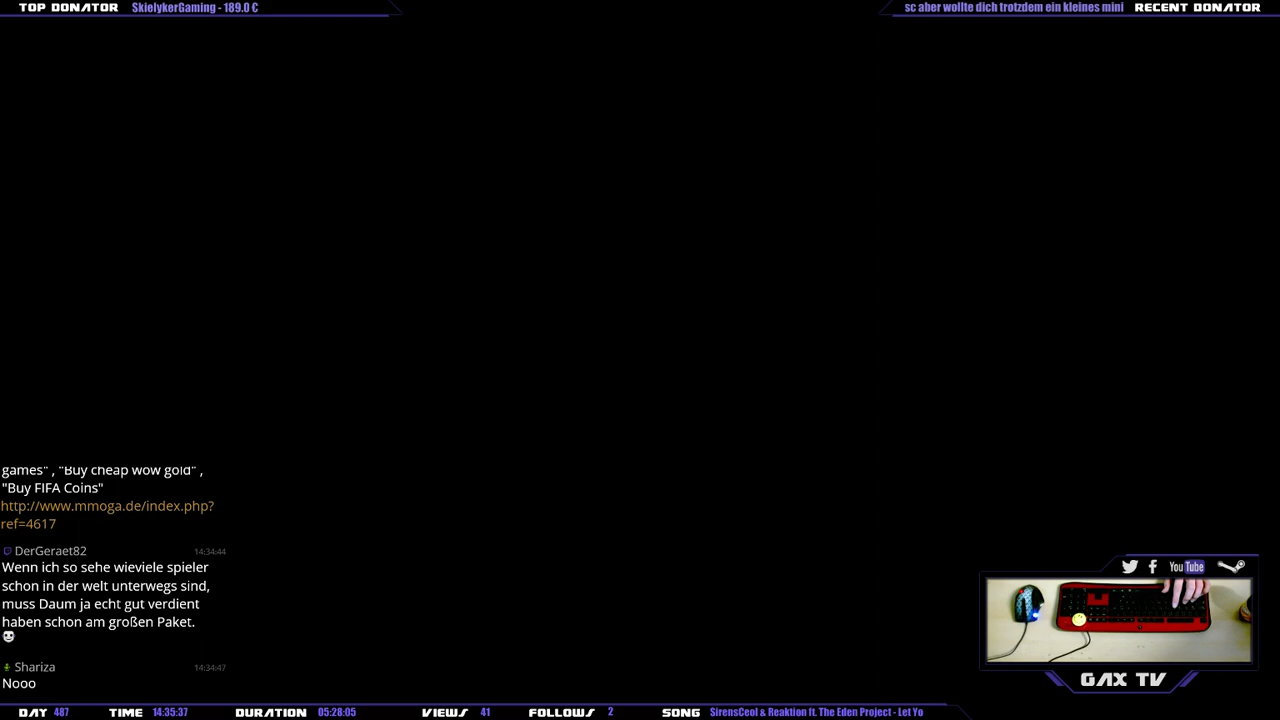 TOP DONATOR SkielykerGaming - 189.0 €
sc aber wollte dich trotzdem ein kleines mini RECENT DONATOR
games" , "Buy cheap wow gold" ,
"Buy FIFA Coins"
http://www.mmoga.de/index.php?
ref=4617
DerGeraet82 14:34:44
Wenn ich so sehe wieviele spieler
schon in der welt unterwegs sind,
muss Daum ja echt gut verdient
haben schon am großen Paket.
Shariza 14:34:47
Nooo
YouTube
GAX TV
DAY 487 TIME 14:35:37 DURATION 05:28:05 VIEWS 41 FOLLOWS 2 SONG SirensCeol & Reaktion ft. The Eden Project - Let Yo